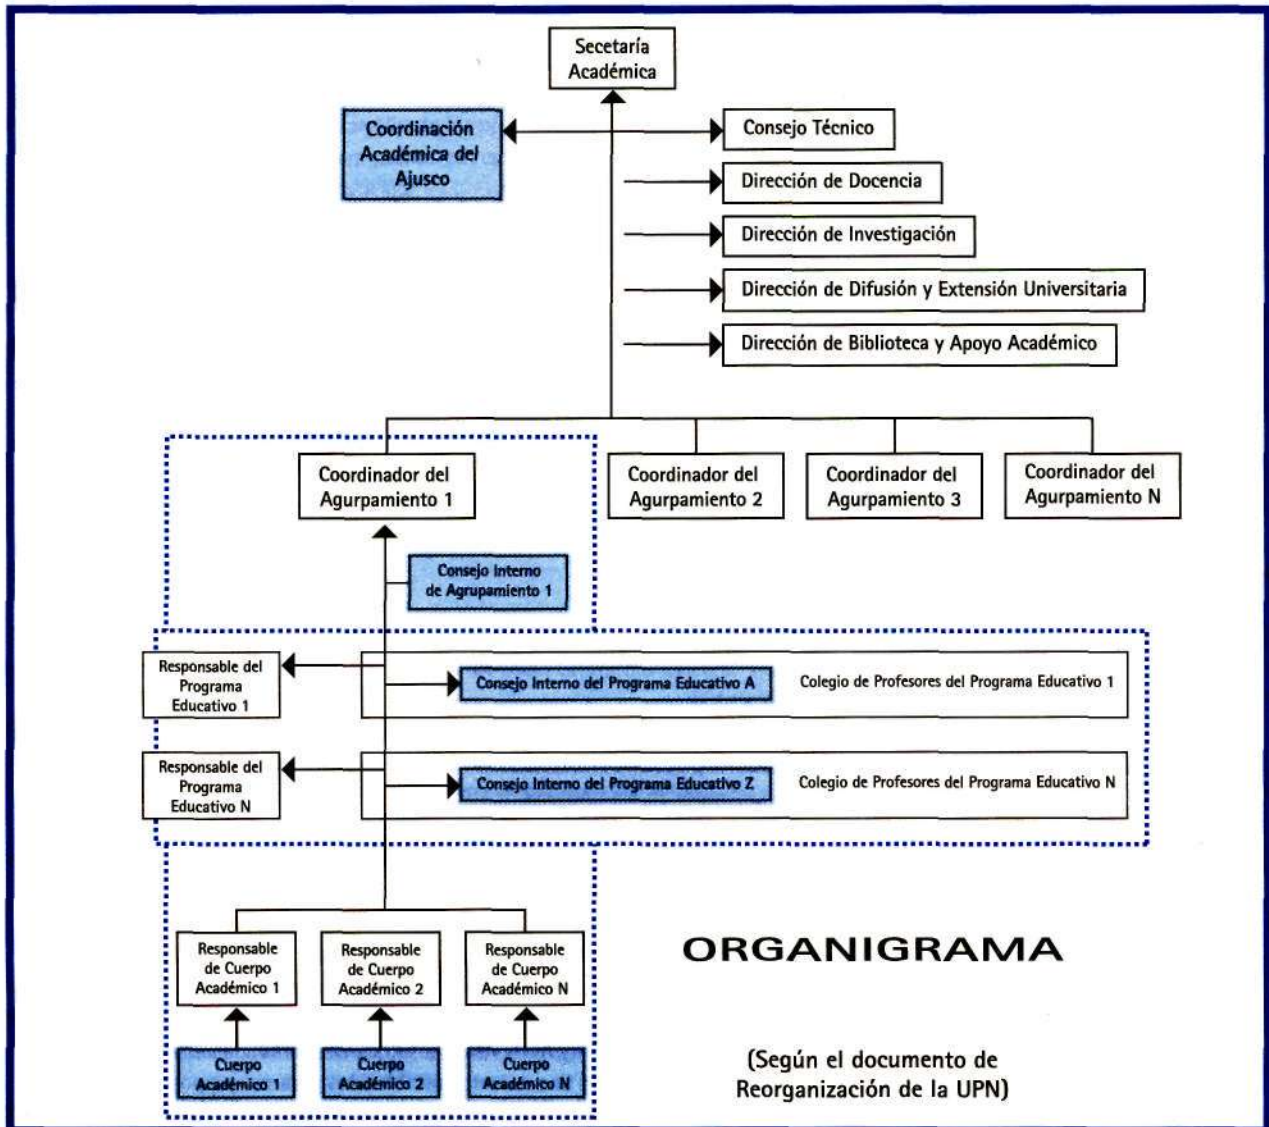 Secetaría
Académica
Coordinación
Académica del
Ajusco
Consejo Técnico
Dirección de Docencia
Dirección de Investigación
Dirección de Difusión y Extensión Universitaria
Dirección de Biblioteca y Apoyo Académico
Coordinador del
Agurpamiento 1
Coordinador del
Agurpamiento 2
Coordinador del
Agurpamiento 3
Coordinador del
Agurpamiento N
Consejo Interno
de Agrupamiento 1
Responsable del
Programa
Educativo 1
Consejo Interno del Programa Educativo A
Colegio de Profesores del Programa Educativo 1
Responsable del
Programa
Educativo N
Consejo Interno del Programa Educativo Z
Colegio de Profesores del Programa Educativo N
Responsable
de Cuerpo
Académico 1
Responsable
de Cuerpo
Académico 2
Responsable
de Cuerpo
Académico N
Cuerpo
Académico 1
Cuerpo
Académico 2
Cuerpo
Académico N
ORGANIGRAMA
(Según el documento de
Reorganización de la UPN)